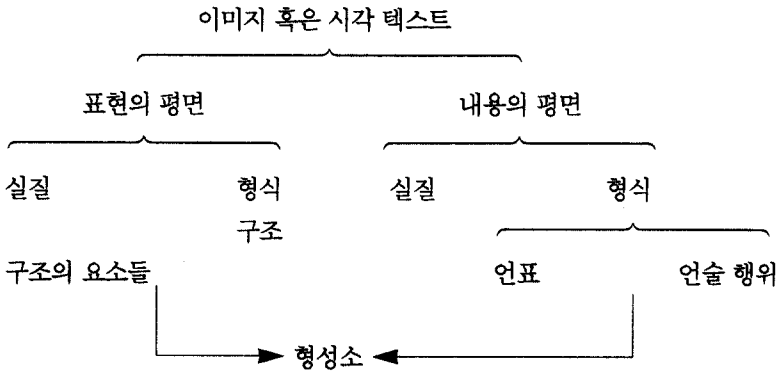 이미지 혹은 시각 텍스트
표현의 평면 내용의 평면
실질 형식 실질 형식
구조
구조의 요소들 언표 언술 행위
형성소